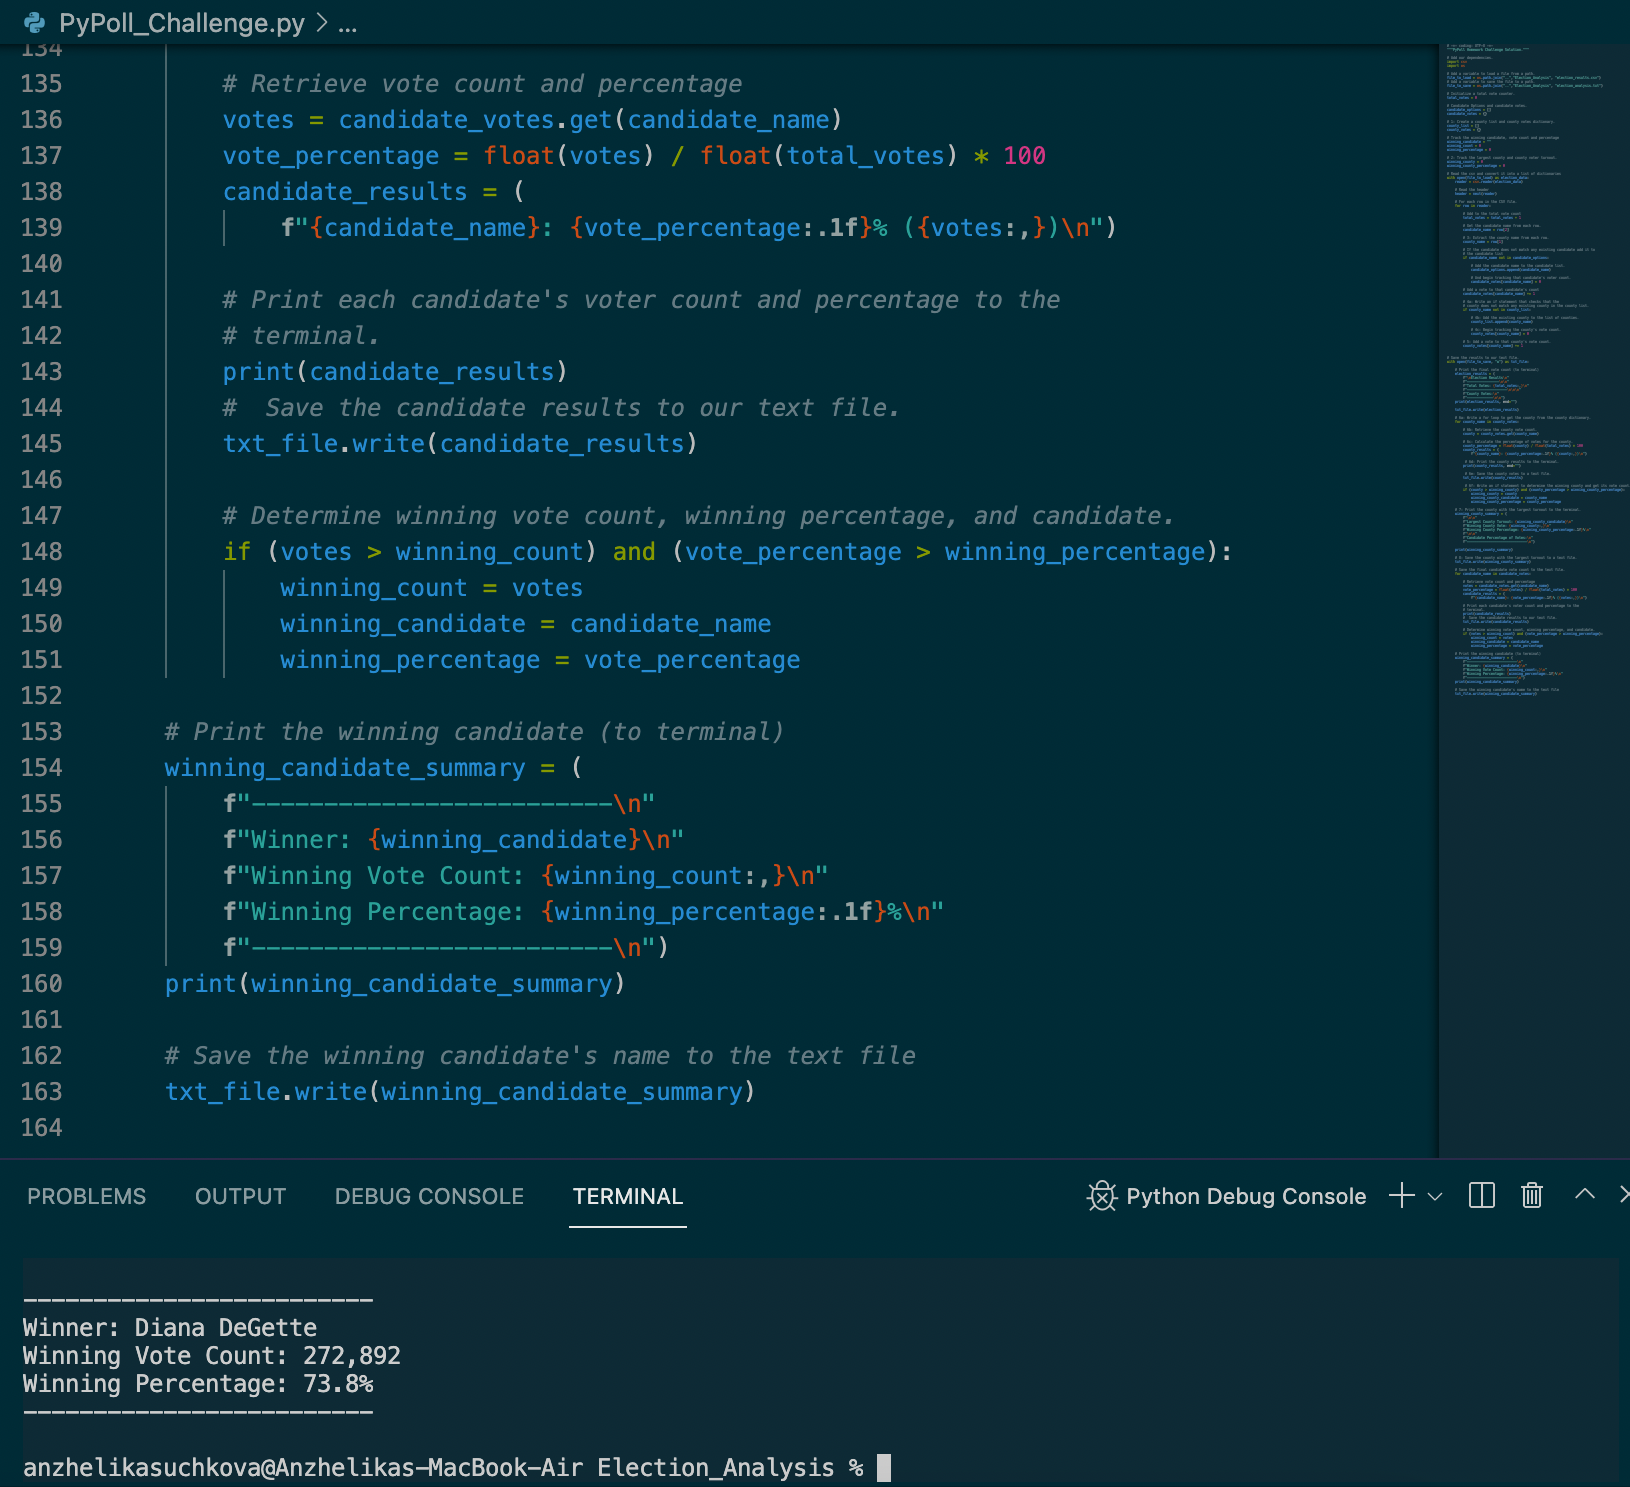 PyPoll_Challenge.py > ...
134
135 # Retrieve vote count and percentage
136 votes = candidate_votes.get(candidate_name)
137 vote_percentage = float(votes) / float(total_votes) * 100
138 candidate_results = (
139 f"{candidate_name}: {vote_percentage:.1f}% ({votes:,})\n")
140
141 # Print each candidate's voter count and percentage to the
142 # terminal.
143 print(candidate_results)
144 #  Save the candidate results to our text file.
145 txt_file.write(candidate_results)
146
147 # Determine winning vote count, winning percentage, and candidate.
148 if (votes > winning_count) and (vote_percentage > winning_percentage):
149 winning_count = votes
150 winning_candidate = candidate_name
151 winning_percentage = vote_percentage
152
153 # Print the winning candidate (to terminal)
154 winning_candidate_summary = (
155 f"-------------------------\n"
156 f"Winner: {winning_candidate}\n"
157 f"Winning Vote Count: {winning_count:,}\n"
158 f"Winning Percentage: {winning_percentage:.1f}%\n"
159 f"-------------------------\n")
160 print(winning_candidate_summary)
161
162 # Save the winning candidate's name to the text file
163 txt_file.write(winning_candidate_summary)
164
PROBLEMS OUTPUT DEBUG CONSOLE TERMINAL Python Debug Console
-------------------------
Winner: Diana DeGette
Winning Vote Count: 272,892
Winning Percentage: 73.8%
-------------------------
anzhelikasuchkova@Anzhelikas-MacBook-Air Election_Analysis %